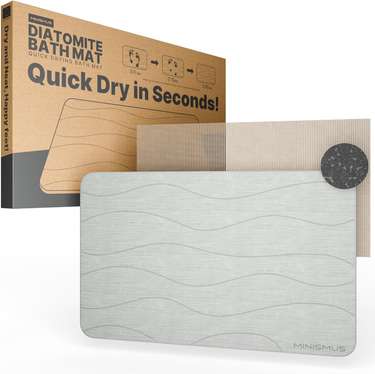 MINISMUS
DIATOMITE
BATH MAT
QUICK DRYING BATH MAT
Quick Dry in Seconds!
Dry and Neat, Happy feet!
MINISMUS